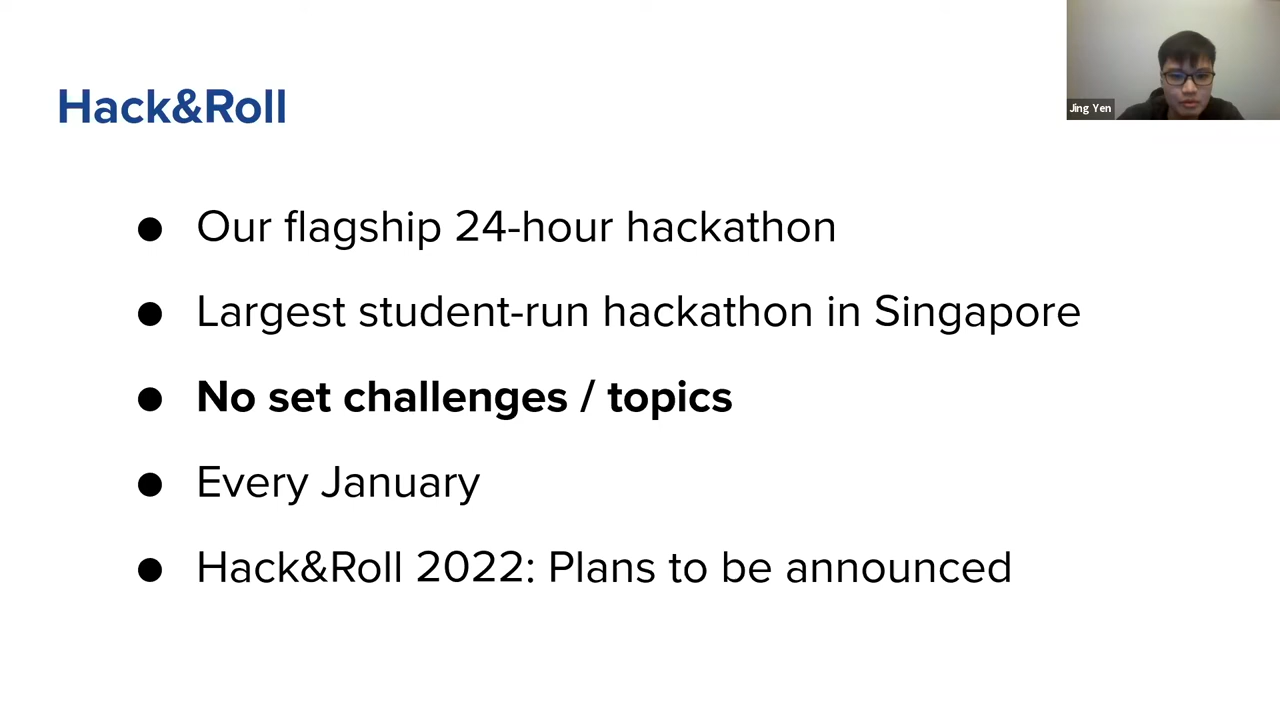 Hack&Roll
Jing Yen
● Our flagship 24-hour hackathon
● Largest student-run hackathon in Singapore
● No set challenges / topics
● Every January
● Hack&Roll 2022: Plans to be announced